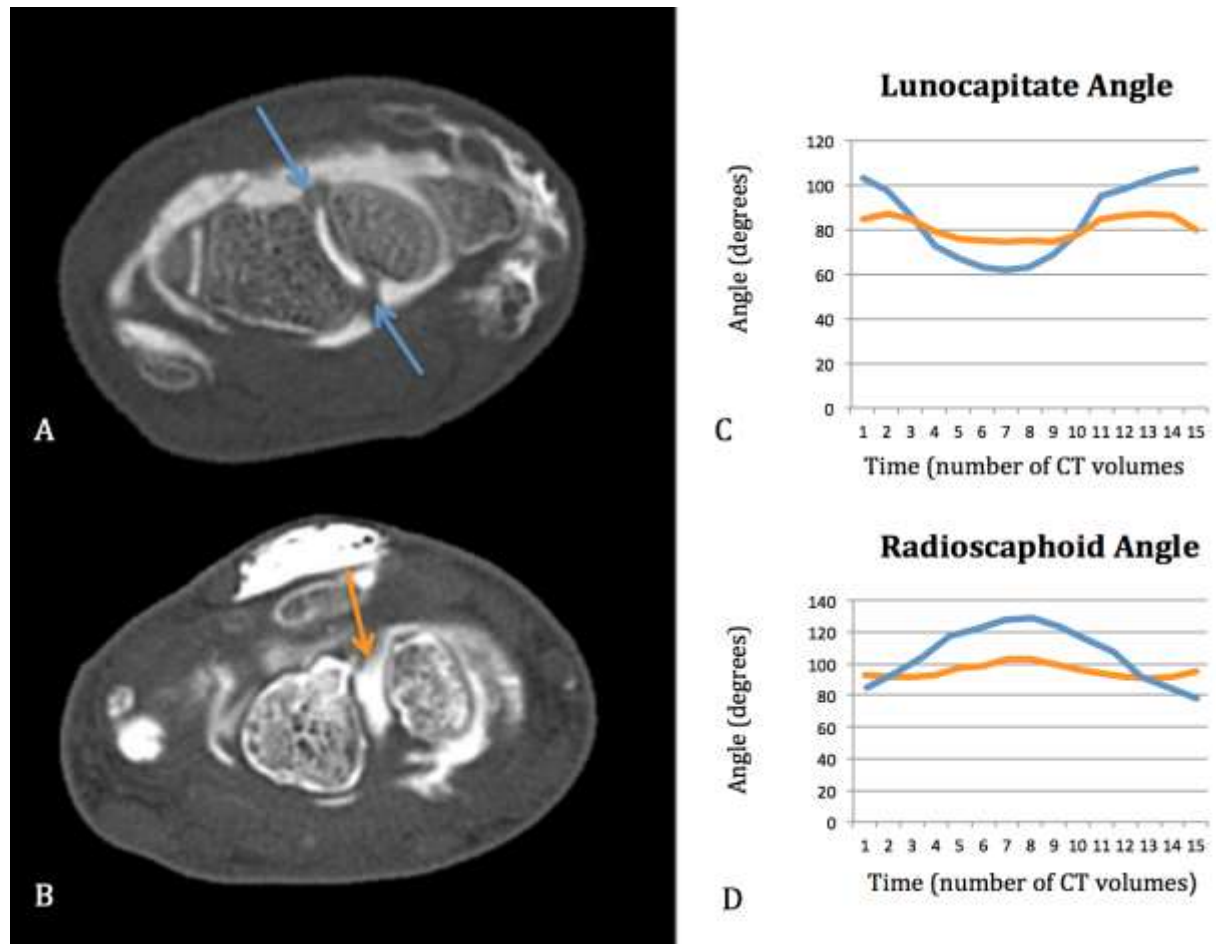 A
B
Lunocapitate Angle
Angle (degrees)
120
100
80
60
40
20
0
1 2 3 4 5 6 7 8 9 10 11 12 13 14 15
C
Time (number of CT volumes
Radioscaphoid Angle
Angle (degrees)
140
120
100
80
60
40
20
0
1 2 3 4 5 6 7 8 9 10 11 12 13 14 15
D
Time (number of CT volumes)